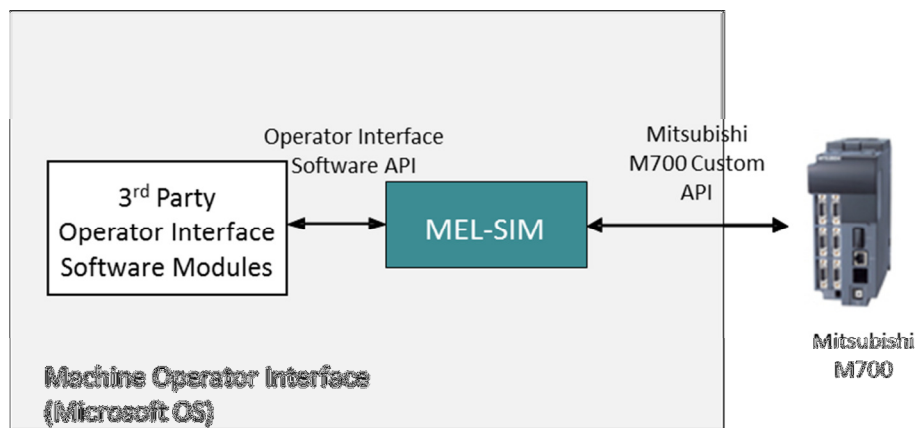 Operator Interface
Software API
Mitsubishi
M700 Custom
API
3rd Party
Operator Interface
Software Modules
MEL-SIM
Mitsubishi
M700
Machine Operator Interface
(Microsoft OS)